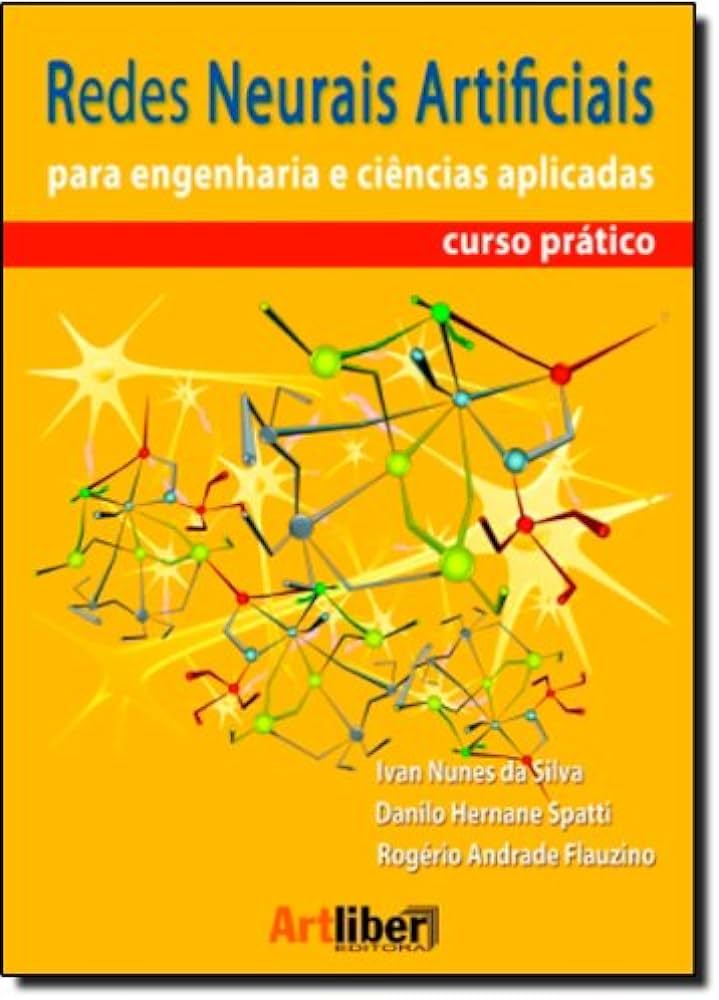 Redes Neurais Artificiais
para engenharia e ciências aplicadas
curso prático
Ivan Nunes da Silva
Danilo Hernane Spatti
Rogério Andrade Flauzino
Artliber
EDITORA